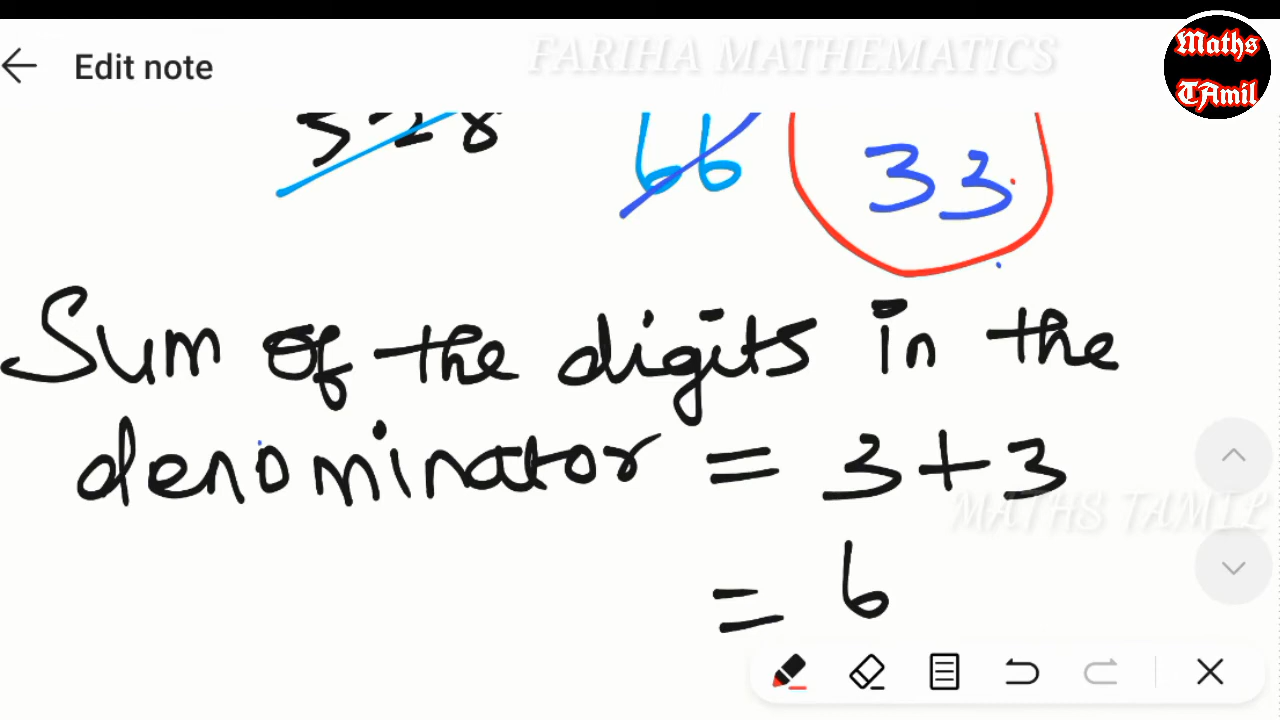 FARIHA MATHEMATICS
Maths
TAmil
Edit note
528
66
33
Sum of the digits in the
denominator = 3+3
MATHS TAMIL
= 6